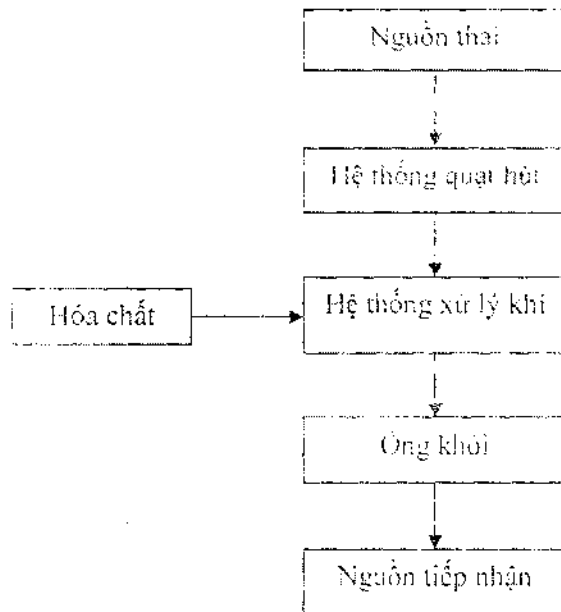 Nguồn thải
Hệ thống quạt hút
Hệ thống xử lý khí
Hóa chất
Ống khói
Nguồn tiếp nhận